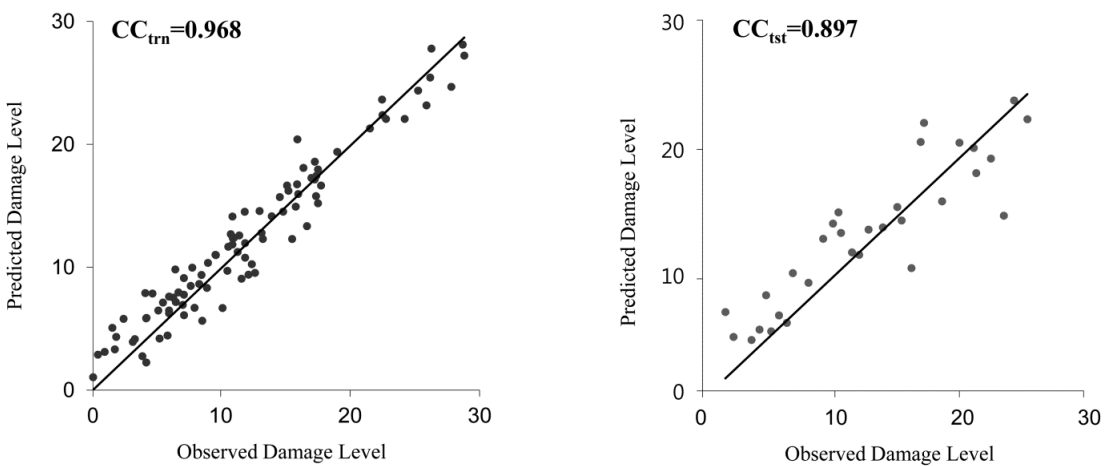 CCtrn=0.968
30
20
10
0
0 10 20 30
Predicted Damage Level
Observed Damage Level
CCtst=0.897
30
20
10
0
0 10 20 30
Predicted Damage Level
Observed Damage Level